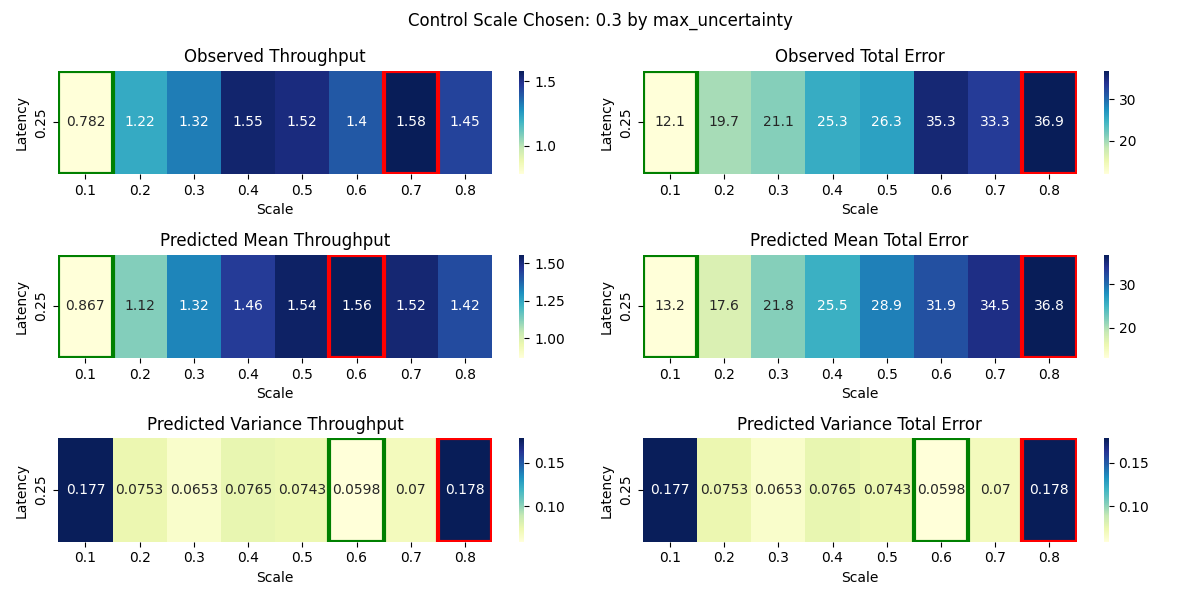 Control Scale Chosen: 0.3 by max_uncertainty
Observed Throughput
Latency
0.25
0.782 1.22 1.32 1.55 1.52 1.4 1.58 1.45
0.1 0.2 0.3 0.4 0.5 0.6 0.7 0.8
Scale
1.5
1.0
Observed Total Error
Latency
0.25
12.1 19.7 21.1 25.3 26.3 35.3 33.3 36.9
0.1 0.2 0.3 0.4 0.5 0.6 0.7 0.8
Scale
30
20
Predicted Mean Throughput
Latency
0.25
0.867 1.12 1.32 1.46 1.54 1.56 1.52 1.42
0.1 0.2 0.3 0.4 0.5 0.6 0.7 0.8
Scale
1.50
1.25
1.00
Predicted Mean Total Error
Latency
0.25
13.2 17.6 21.8 25.5 28.9 31.9 34.5 36.8
0.1 0.2 0.3 0.4 0.5 0.6 0.7 0.8
Scale
30
20
Predicted Variance Throughput
Latency
0.25
0.177 0.0753 0.0653 0.0765 0.0743 0.0598 0.07 0.178
0.1 0.2 0.3 0.4 0.5 0.6 0.7 0.8
Scale
0.15
0.10
Predicted Variance Total Error
Latency
0.25
0.177 0.0753 0.0653 0.0765 0.0743 0.0598 0.07 0.178
0.1 0.2 0.3 0.4 0.5 0.6 0.7 0.8
Scale
0.15
0.10